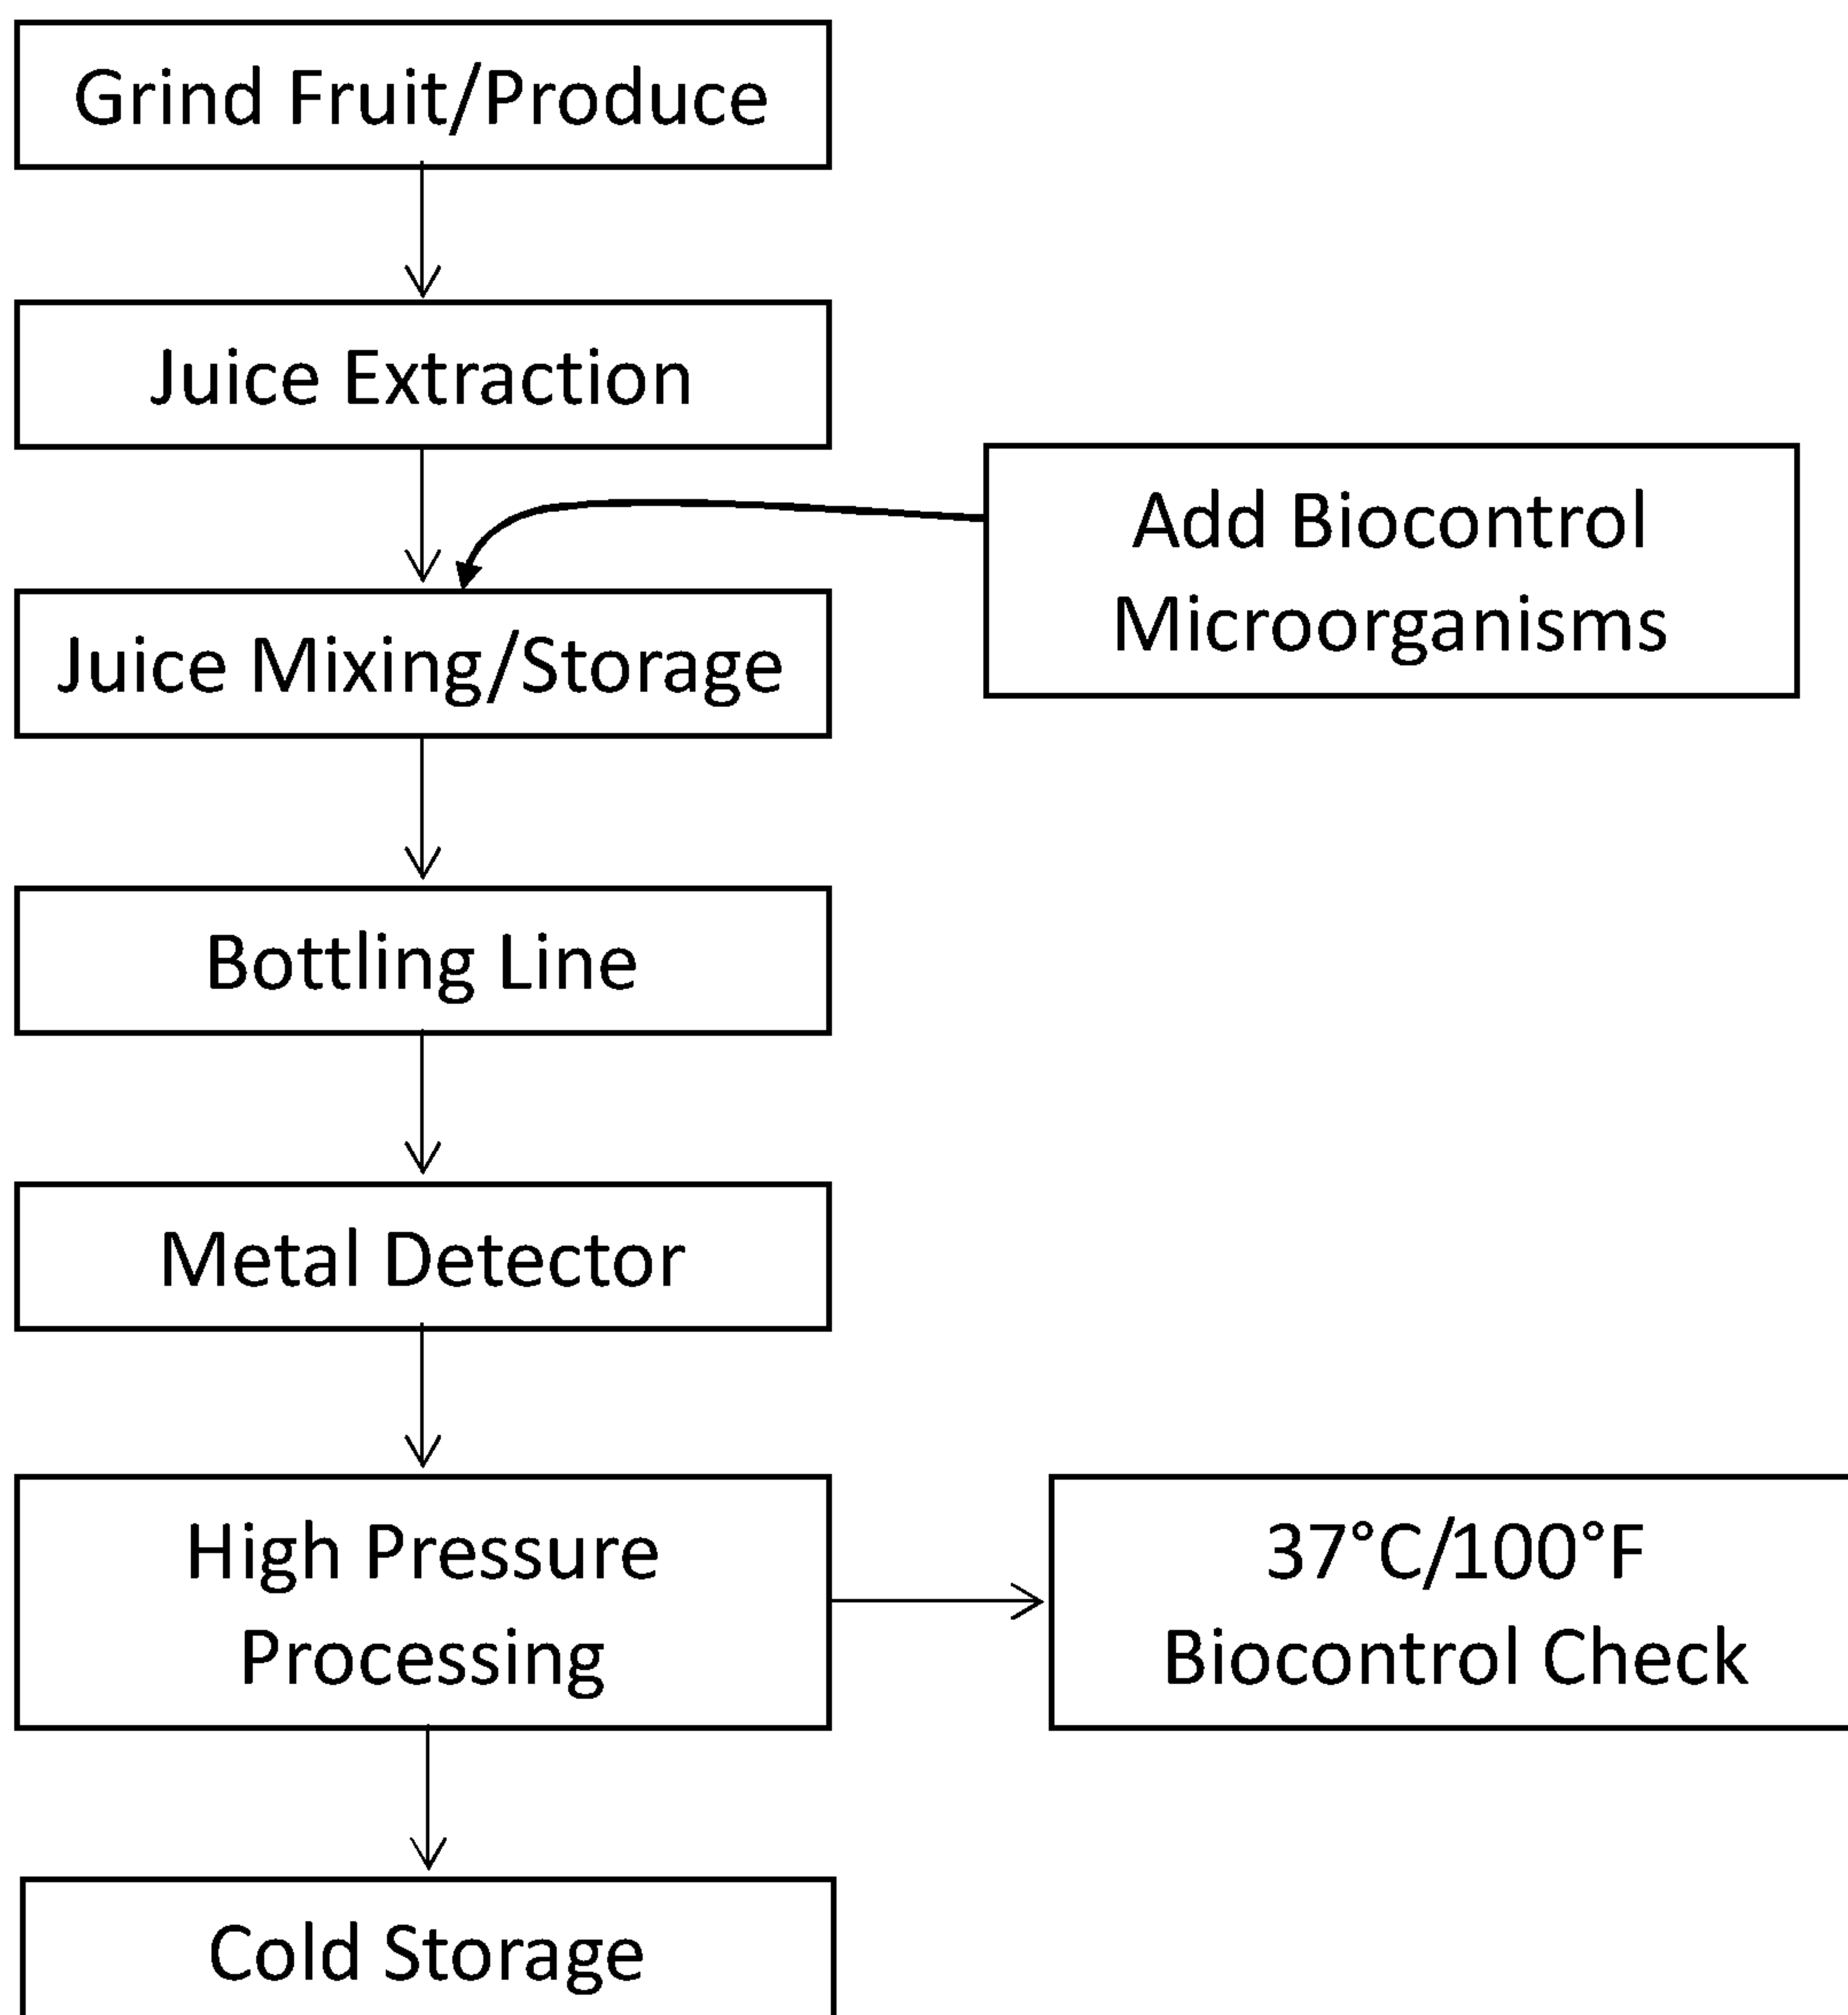 Grind Fruit/Produce
Juice Extraction
Add Biocontrol
Microorganisms
Juice Mixing/Storage
Bottling Line
Metal Detector
High Pressure
Processing
37°C/100°F
Biocontrol Check
Cold Storage